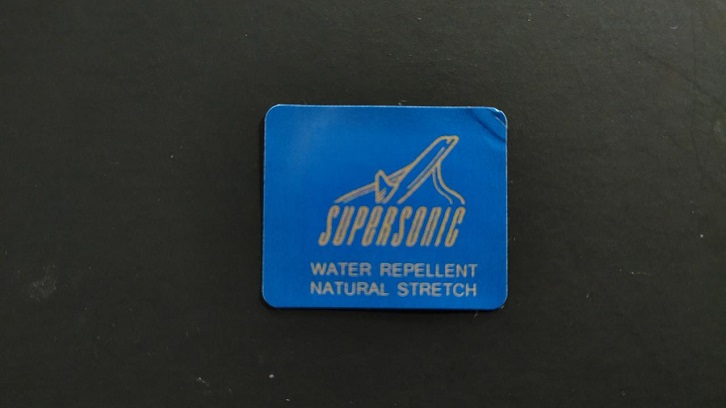 SUPERSONIC
WATER REPELLENT
NATURAL STRETCH